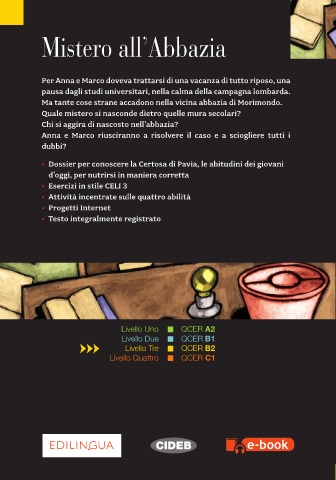 Mistero all'Abbazia
Per Anna e Marco doveva trattarsi di una vacanza di tutto riposo, una
pausa dagli studi universitari, nella calma della campagna lombarda.
Ma tante cose strane accadono nella vicina abbazia di Morimondo.
Quale mistero si nasconde dietro quelle mura secolari?
Chi si aggira di nascosto nell'abbazia?
Anna e Marco riusciranno a risolvere il caso e a sciogliere tutti i
dubbi?
• Dossier per conoscere la Certosa di Pavia, le abitudini dei giovani
d'oggi, per nutrirsi in maniera corretta
• Esercizi in stile CELI 3
• Attività incentrate sulle quattro abilità
• Progetti Internet
• Testo integralmente registrato
Livello Uno QCER A2
Livello Due QCER B1
Livello Tre QCER B2
Livello Quattro QCER C1
EDILINGUA CIDEB e-book